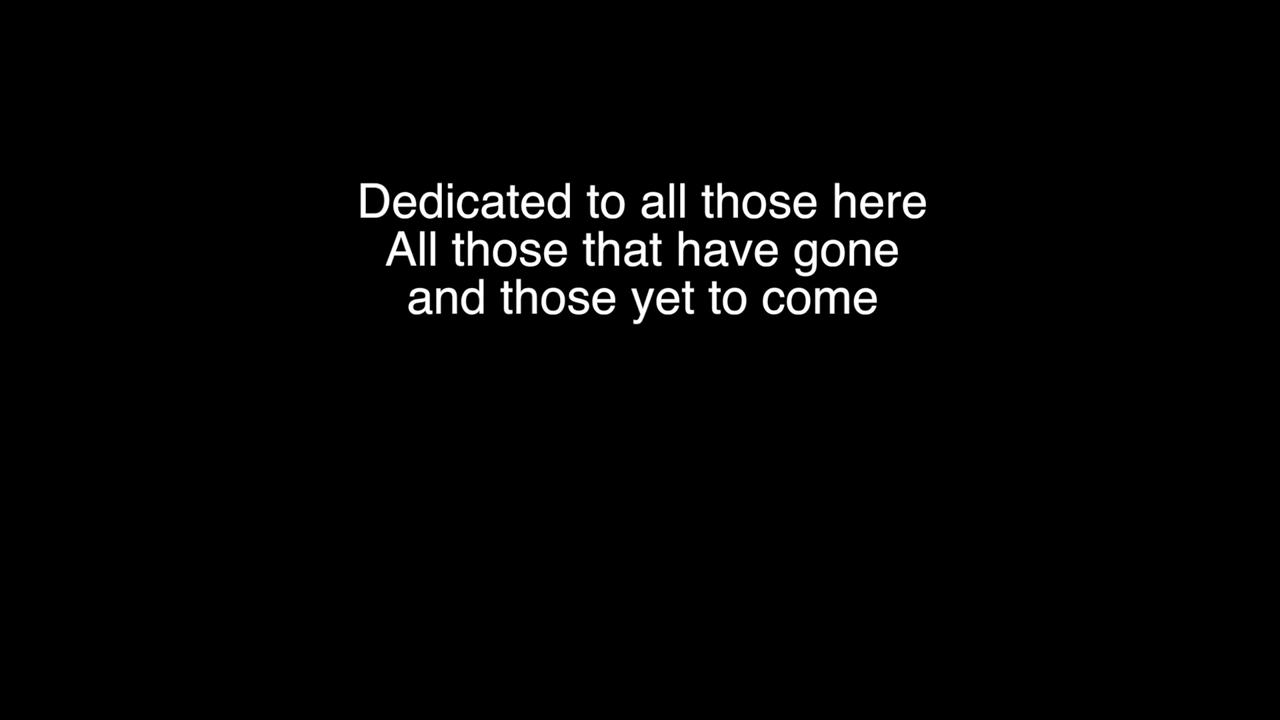 Dedicated to all those here
All those that have gone
and those yet to come